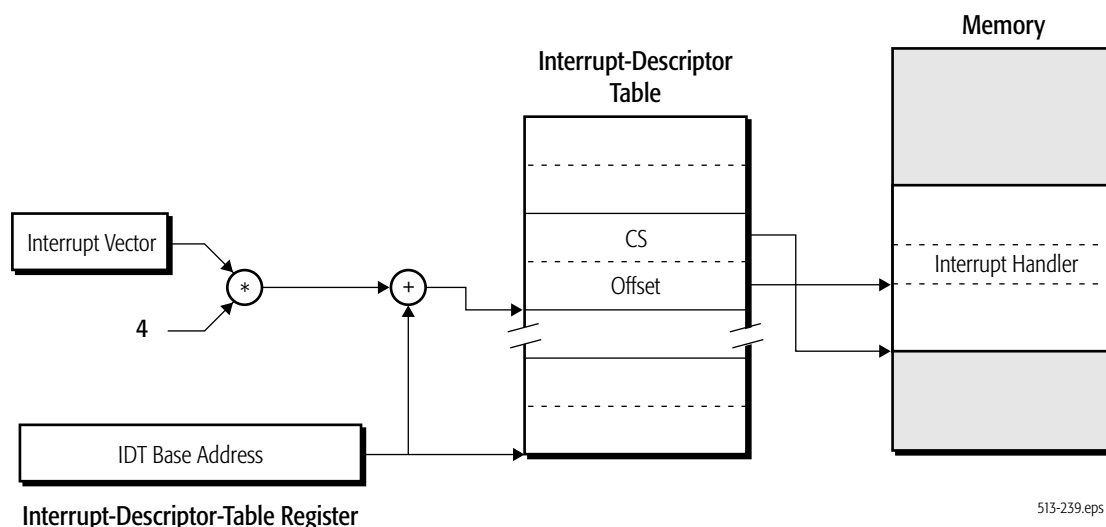 Memory
Interrupt-Descriptor
Table
Interrupt Vector
CS
Interrupt Handler
*
+
Offset
4
IDT Base Address
Interrupt-Descriptor-Table Register
513-239.eps